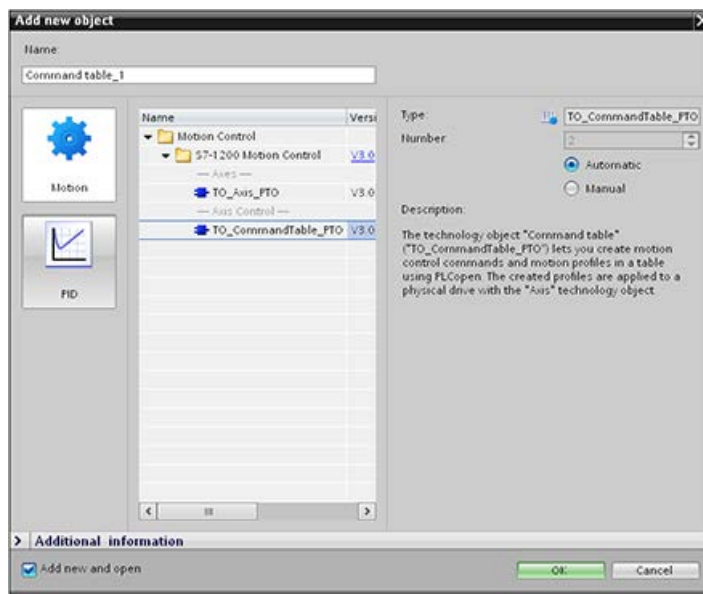 Add new object
Name:
Command table_1
Motion
PID
Name
Versi
Motion Control
S7-1200 Motion Control
V3.0
— Axes —
TO_Axis_PTO
V3.0
— Axis Control —
TO_CommandTable_PTO
V3.0
Type:
TO_CommandTable_PTO
Number:
2
Automatic
Manual
Description:
The technology object "Command table"
("TO_CommandTable_PTO") lets you create motion
control commands and motion profiles in a table
using PLCopen. The created profiles are applied to a
physical drive with the "Axis" technology object
Additional information
Add new and open
OK
Cancel